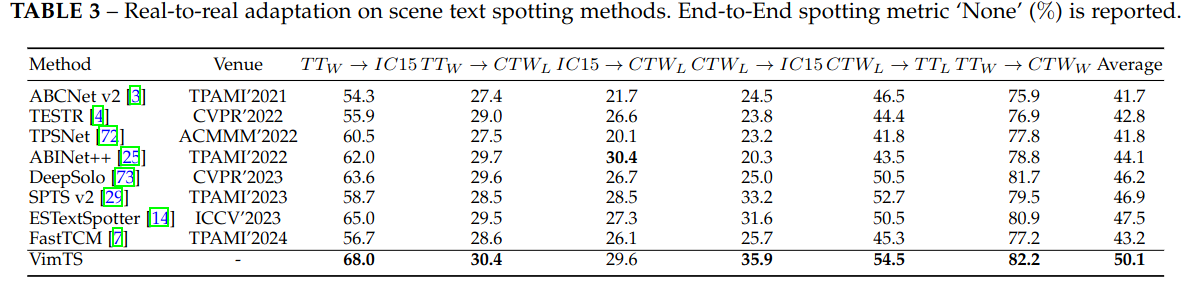 TABLE 3 – Real-to-real adaptation on scene text spotting methods. End-to-End spotting metric ‘None’ (%) is reported.
Method Venue TT_W → IC15 TT_W → CTW_L IC15 → CTW_L CTW_L → IC15 CTW_L → TT_L TT_W → CTW_W Average
ABCNet v2 [3] TPAMI’2021 54.3 27.4 21.7 24.5 46.5 75.9 41.7
TESTR [4] CVPR’2022 55.9 29.0 26.6 23.8 44.4 76.9 42.8
TPSNet [72] ACMMM’2022 60.5 27.5 20.1 23.2 41.8 77.8 41.8
ABINet++ [25] TPAMI’2022 62.0 29.7 30.4 20.3 43.5 78.8 44.1
DeepSolo [73] CVPR’2023 63.6 29.6 26.7 25.0 50.5 81.7 46.2
SPTS v2 [29] TPAMI’2023 58.7 28.5 28.5 33.2 52.7 79.5 46.9
ESTextSpotter [14] ICCV’2023 65.0 29.5 27.3 31.6 50.5 80.9 47.5
FastTCM [7] TPAMI’2024 56.7 28.6 26.1 25.7 45.3 77.2 43.2
VimTS - 68.0 30.4 29.6 35.9 54.5 82.2 50.1